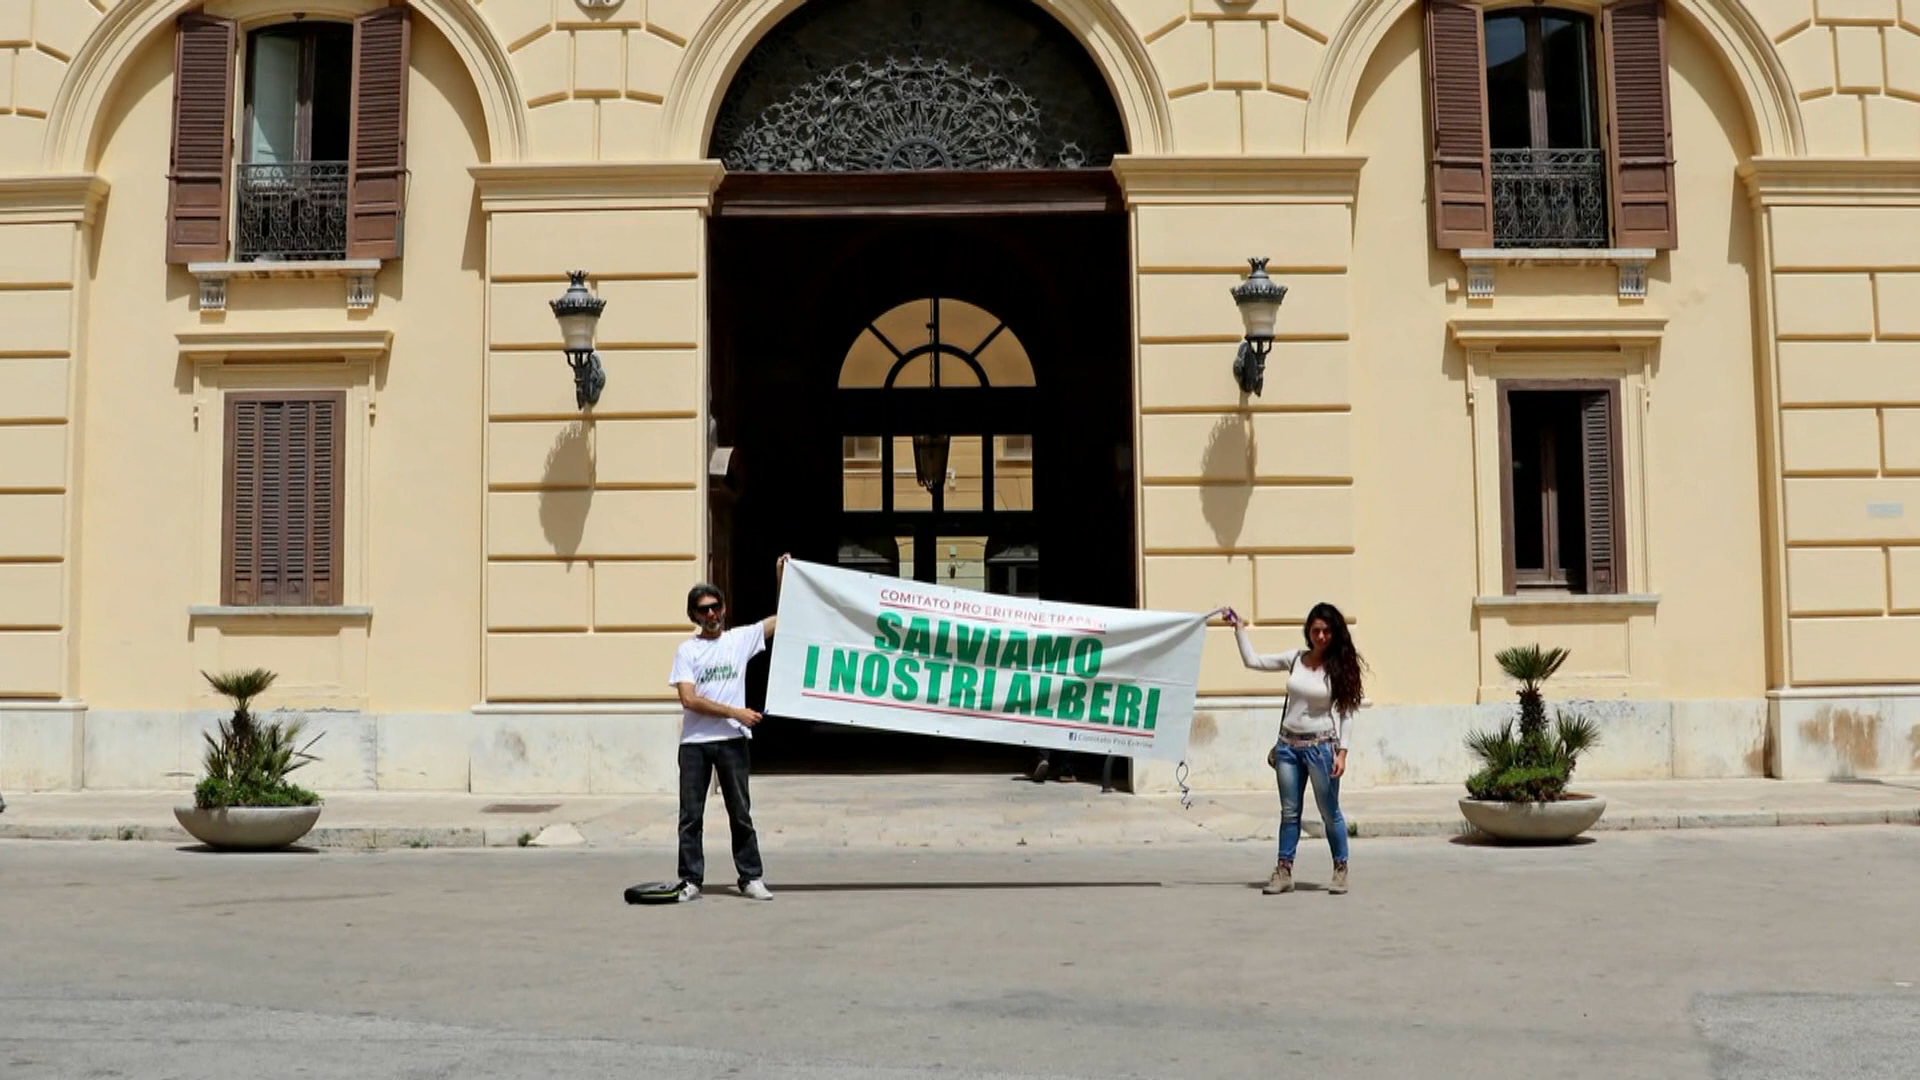 COMITATO PRO ERITRINE TRAPANI
SALVIAMO
I NOSTRI ALBERI
Comitato Pro Eritrine